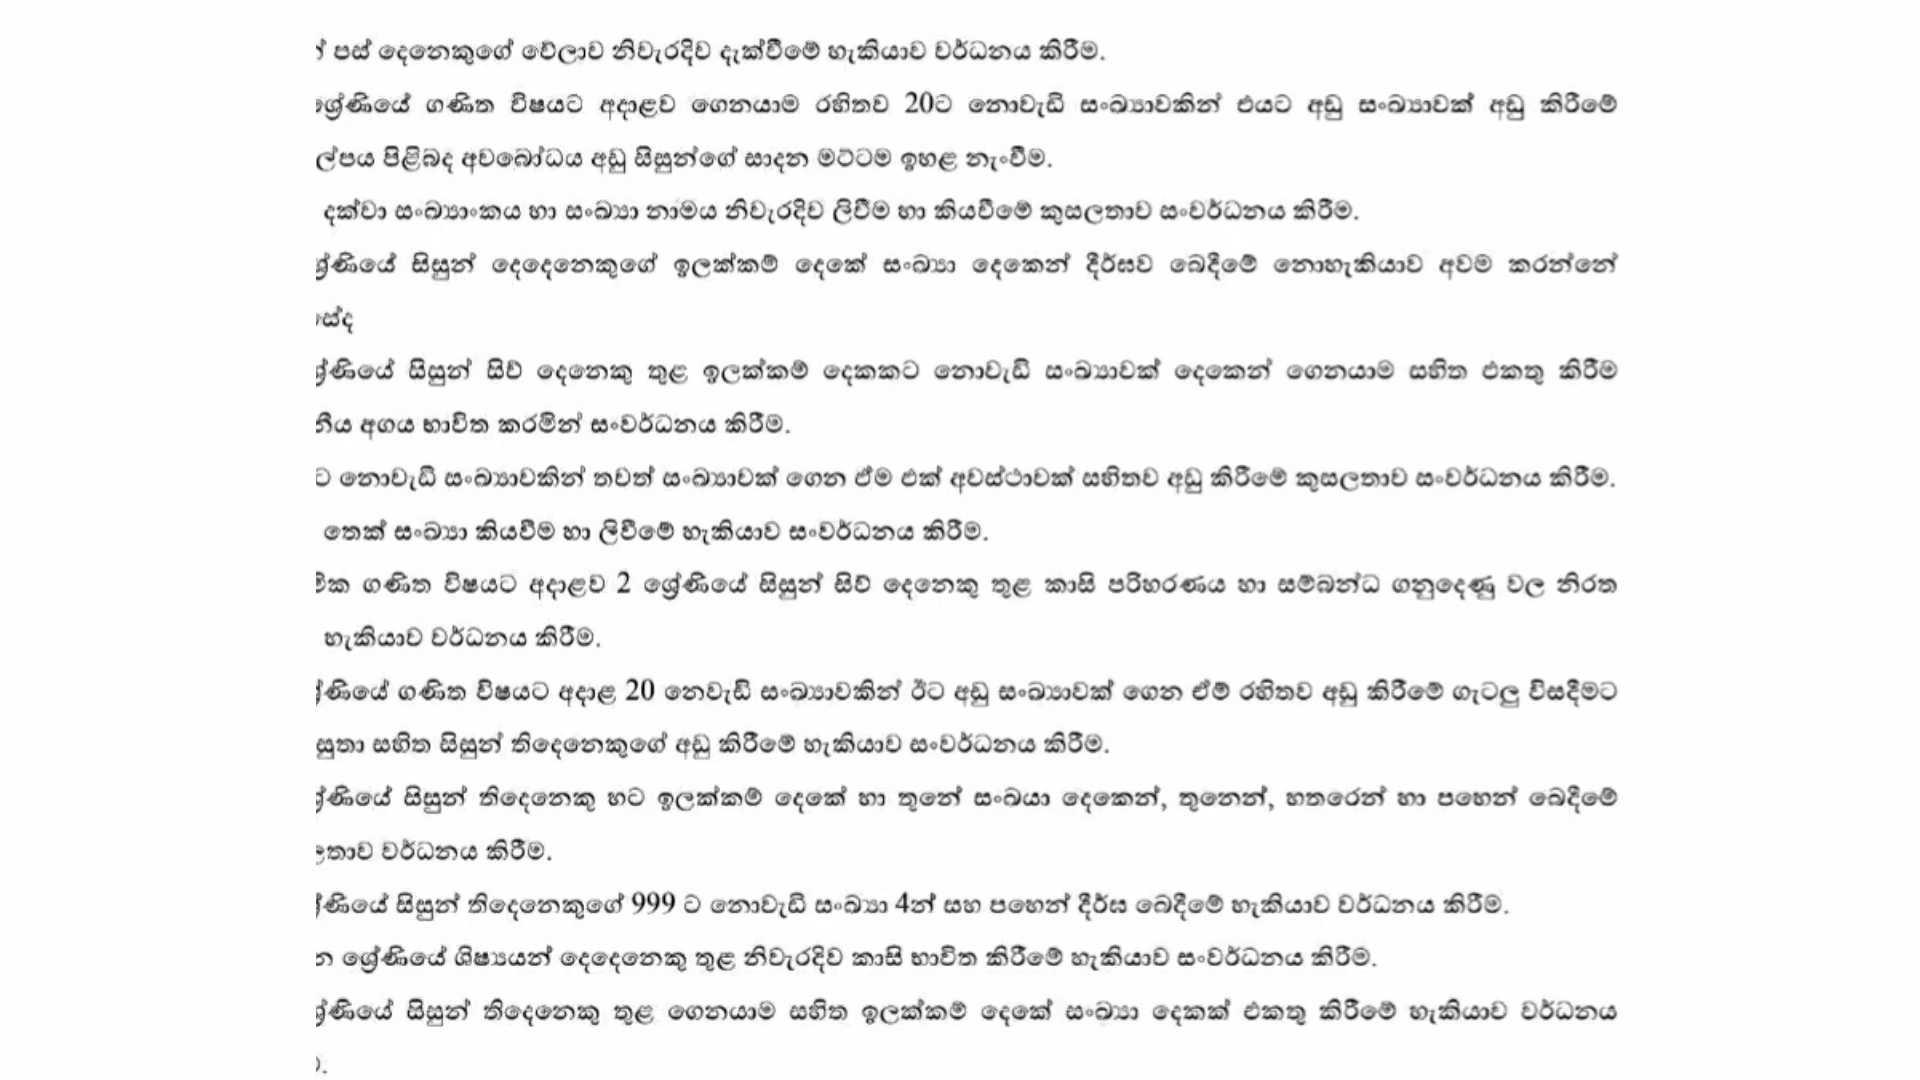 පස් දෙනෙකුගේ වේලාව නිවැරදිව දැක්වීමේ හැකියාව වර්ධනය කිරීම.
ශ්‍රේණියේ ගණිත විෂයට අදාළව ගෙනයාම රහිතව 20ට නොවැඩි සංඛ්‍යාවකින් එයට අඩු සංඛ්‍යාවක් අඩු කිරීමේ
ල්පය පිළිබද අවබෝධය අඩු සිසුන්ගේ සාදන මට්ටම ඉහළ නැංවීම.
දක්වා සංඛ්‍යාංකය හා සංඛ්‍යා නාමය නිවැරදිව ලිවීම හා කියවීමේ කුසලතාව සංවර්ධනය කිරීම.
ශ්‍රේණියේ සිසුන් දෙදෙනෙකුගේ ඉලක්කම් දෙකේ සංඛ්‍යා දෙකෙන් දීර්ඝව බෙදීමේ නොහැකියාව අවම කරන්නේ
සේද
ශ්‍රේණියේ සිසුන් සිව් දෙනෙකු තුළ ඉලක්කම් දෙකකට නොවැඩි සංඛ්‍යාවක් දෙකෙන් ගෙනයාම සහිත එකතු කිරීම
නීය අගය භාවිත කරමින් සංවර්ධනය කිරීම.
ට නොවැඩි සංඛ්‍යාවකින් තවත් සංඛ්‍යාවක් ගෙන ඒම එක් අවස්ථාවක් සහිතව අඩු කිරීමේ කුසලතාව සංවර්ධනය කිරීම.
තෙක් සංඛ්‍යා කියවීම හා ලිවීමේ හැකියාව සංවර්ධනය කිරීම.
මික ගණිත විෂයට අදාළව 2 ශ්‍රේණියේ සිසුන් සිව් දෙනෙකු තුළ කාසි පරිහරණය හා සම්බන්ධ ගනුදෙණු වල නිරත
හැකියාව වර්ධනය කිරීම.
ශ්‍රේණියේ ගණිත විෂයට අදාළ 20 නෙවැඩි සංඛ්‍යාවකින් ඊට අඩු සංඛ්‍යාවක් ගෙන ඒම් රහිතව අඩු කිරීමේ ගැටලු විසදීමට
සුතා සහිත සිසුන් තිදෙනෙකුගේ අඩු කිරීමේ හැකියාව සංවර්ධනය කිරීම.
ශ්‍රේණියේ සිසුන් තිදෙනෙකු හට ඉලක්කම් දෙකේ හා තුනේ සංඛයා දෙකෙන්, තුනෙන්, හතරෙන් හා පහෙන් බෙදීමේ
ලතාව වර්ධනය කිරීම.
ශ්‍රේණියේ සිසුන් තිදෙනෙකුගේ 999 ට නොවැඩි සංඛ්‍යා 4න් සහ පහෙන් දීර්ඝ බෙදීමේ හැකියාව වර්ධනය කිරීම.
න ශ්‍රේණියේ ශිෂ්‍යයන් දෙදෙනෙකු තුළ නිවැරදිව කාසි භාවිත කිරීමේ හැකියාව සංවර්ධනය කිරීම.
ශ්‍රේණියේ සිසුන් තිදෙනෙකු තුළ ගෙනයාම සහිත ඉලක්කම් දෙකේ සංඛ්‍යා දෙකක් එකතු කිරීමේ හැකියාව වර්ධනය